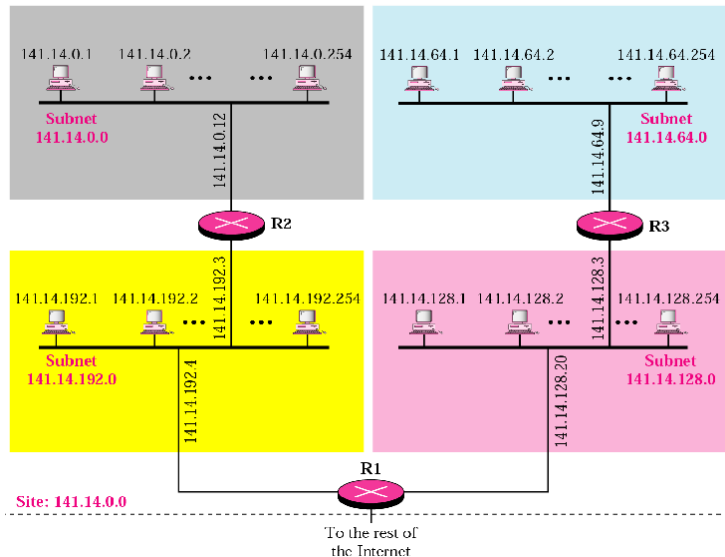 141.14.0.1
141.14.0.2
141.14.0.254
Subnet
141.14.0.0
141.14.0.12
141.14.64.1
141.14.64.2
141.14.64.254
Subnet
141.14.64.0
141.14.64.9
R2
R3
141.14.192.1
141.14.192.2
141.14.192.3
141.14.192.254
Subnet
141.14.192.0
141.14.192.4
141.14.128.1
141.14.128.2
141.14.128.3
141.14.128.254
Subnet
141.14.128.0
141.14.128.20
R1
Site: 141.14.0.0
To the rest of
the Internet